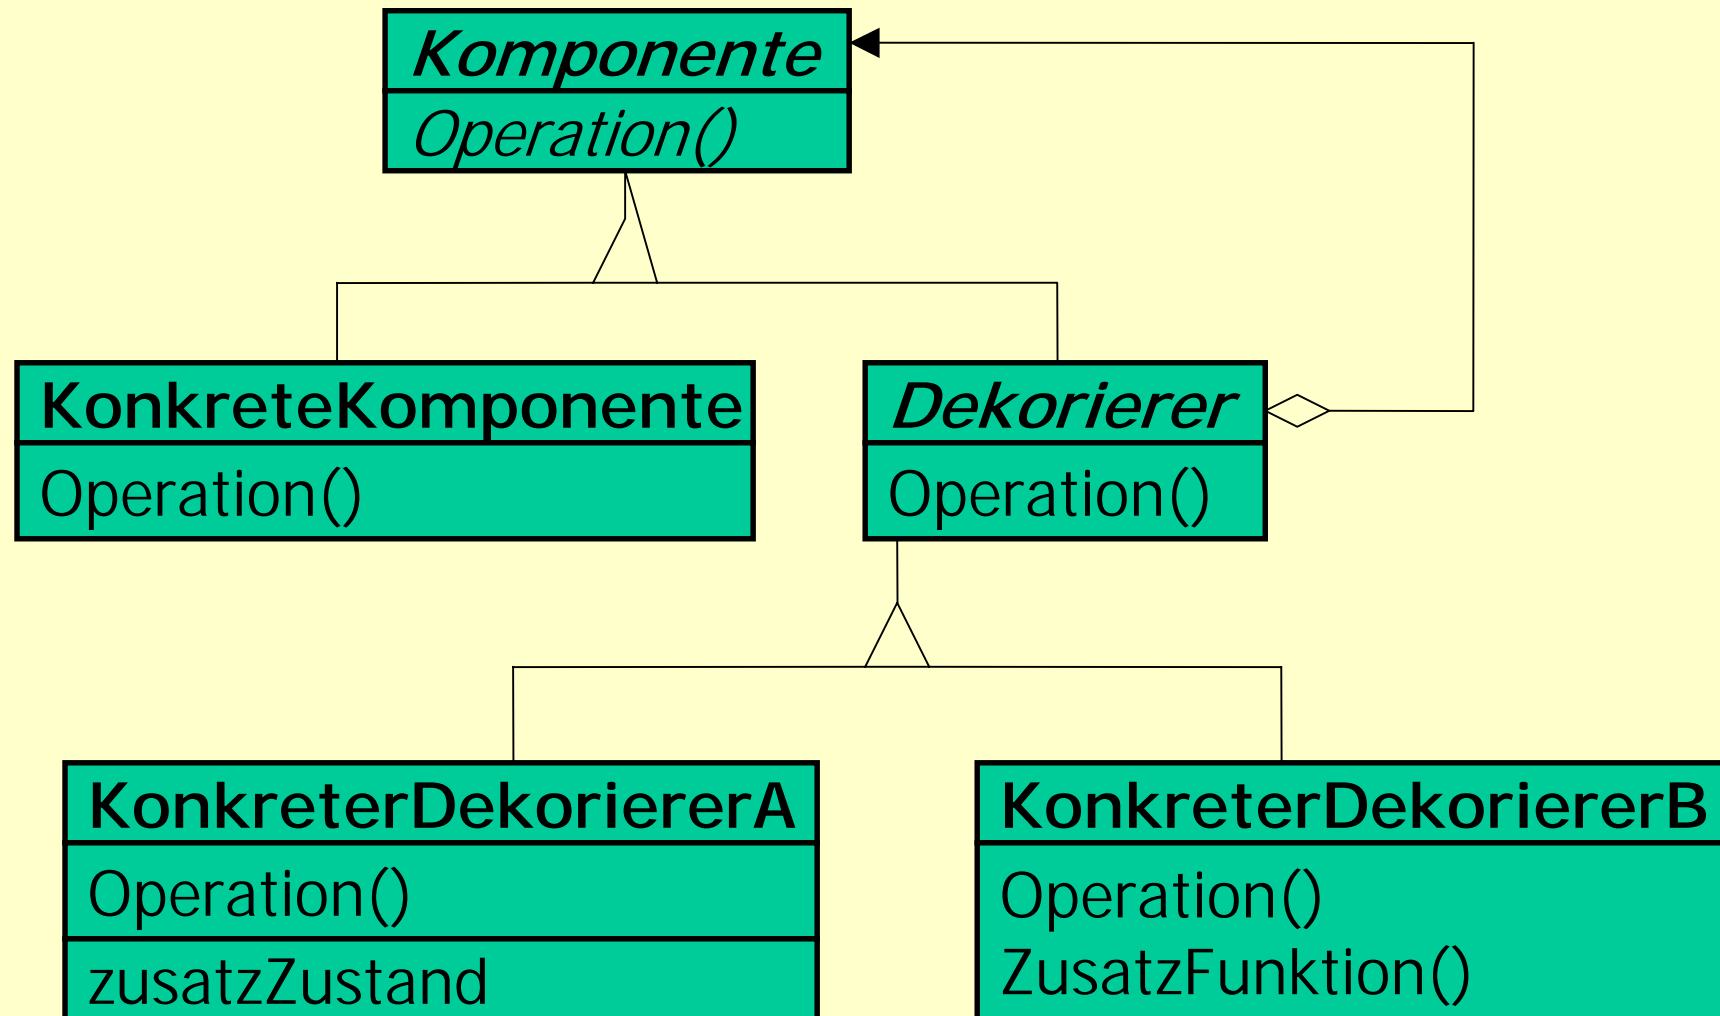 Komponente
Operation()
KonkreteKomponente
Operation()
Dekorierer
Operation()
KonkreterDekoriererA
Operation()
zusatzZustand
KonkreterDekoriererB
Operation()
ZusatzFunktion()